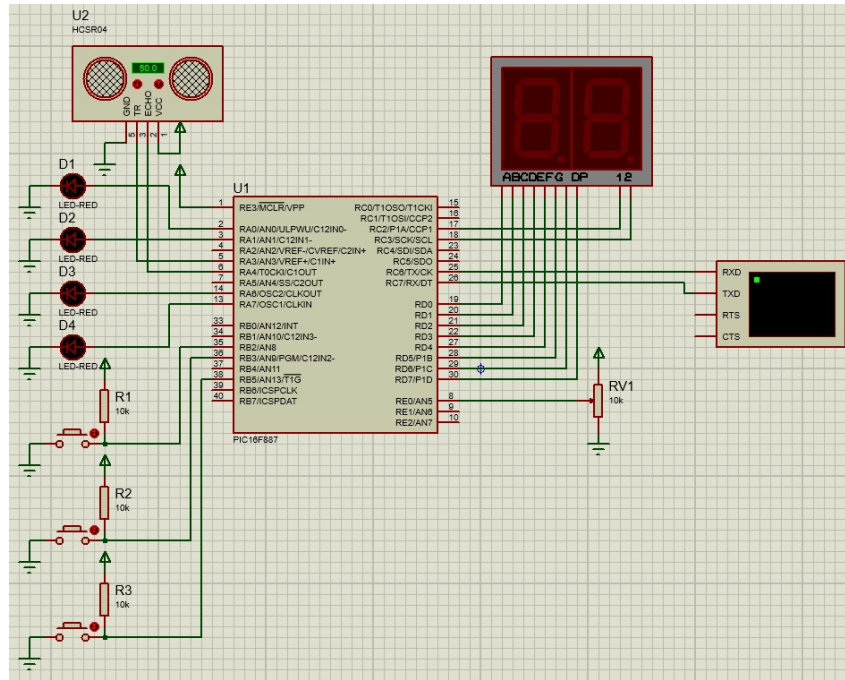 U2
HCSR04
50.0
GND
TR
ECHO
VCC
5
3
2
1
D1
LED-RED
D2
LED-RED
D3
LED-RED
D4
LED-RED
R1
10k
R2
10k
R3
10k
U1
1 RE3/MCLR/VPP
2 RA0/AN0/ULPWU/C12IN0-
3 RA1/AN1/C12IN1-
4 RA2/AN2/VREF-/CVREF/C2IN+
5 RA3/AN3/VREF+/C1IN+
6 RA4/T0CKI/C1OUT
7 RA5/AN4/SS/C2OUT
14 RA6/OSC2/CLKOUT
13 RA7/OSC1/CLKIN
33 RB0/AN12/INT
34 RB1/AN10/C12IN3-
35 RB2/AN8
36 RB3/AN9/PGM/C12IN2-
37 RB4/AN11
38 RB5/AN13/T1G
39 RB6/ICSPCLK
40 RB7/ICSPDAT
RC0/T1OSO/T1CKI 15
RC1/T1OSI/CCP2 16
RC2/P1A/CCP1 17
RC3/SCK/SCL 18
RC4/SDI/SDA 23
RC5/SDO 24
RC6/TX/CK 25
RC7/RX/DT 26
RD0 19
RD1 20
RD2 21
RD3 22
RD4 27
RD5/P1B 28
RD6/P1C 29
RD7/P1D 30
RE0/AN5 8
RE1/AN6 9
RE2/AN7 10
PIC16F887
ABCDEFG DP 12
RXD
TXD
RTS
CTS
RV1
10k